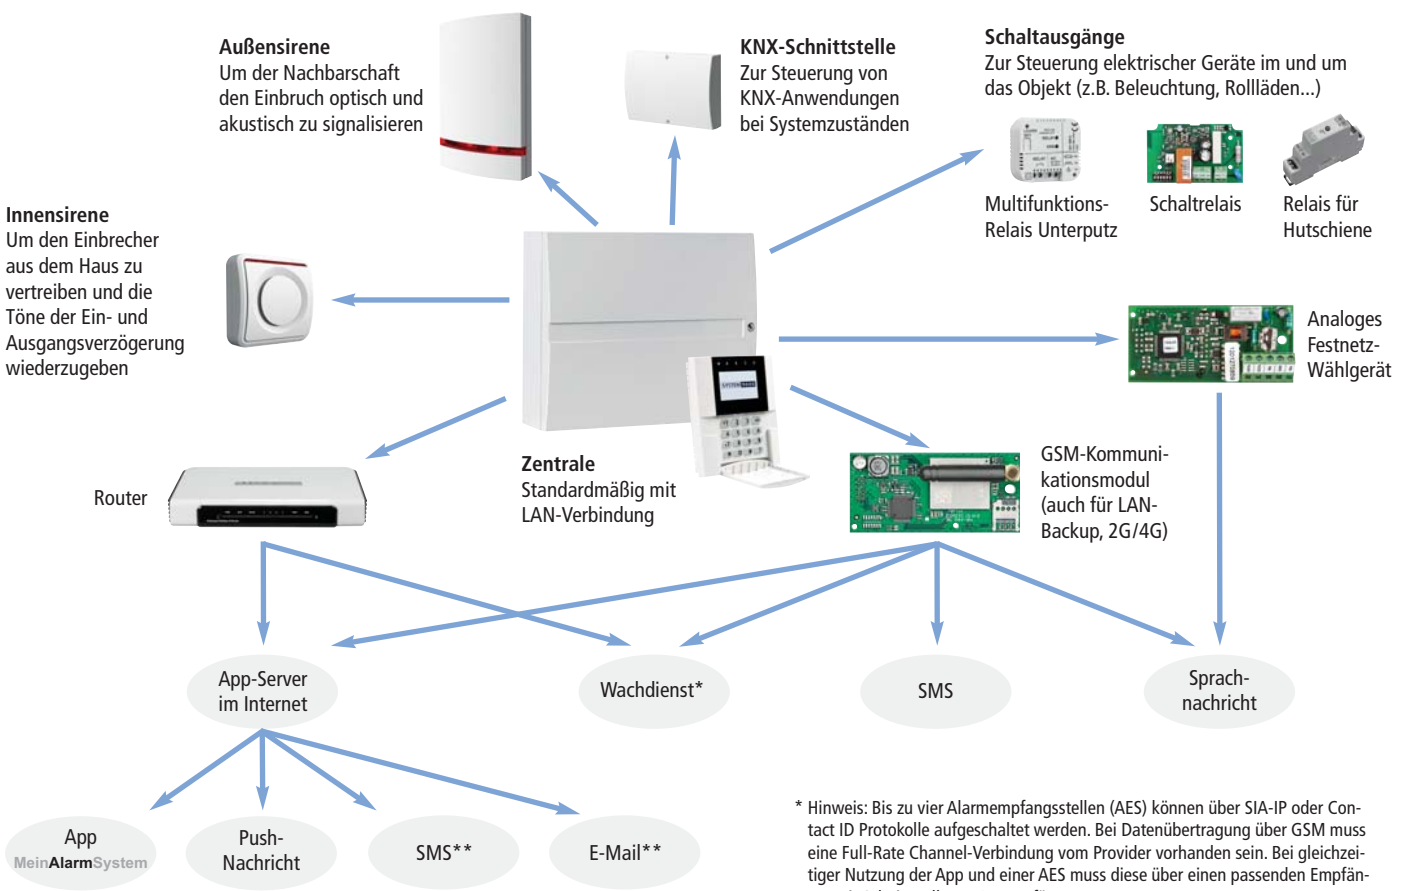 Außensirene
Um der Nachbarschaft
den Einbruch optisch und
akustisch zu signalisieren
KNX-Schnittstelle
Zur Steuerung von
KNX-Anwendungen
bei Systemzuständen
Schaltausgänge
Zur Steuerung elektrischer Geräte im und um
das Objekt (z.B. Beleuchtung, Rollläden...)
Multifunktions-
Relais Unterputz
Schaltrelais
Relais für
Hutschiene
Innensirene
Um den Einbrecher
aus dem Haus zu
vertreiben und die
Töne der Ein- und
Ausgangsverzögerung
wiederzugeben
Analoges
Festnetz-
Wählgerät
Zentrale
Standardmäßig mit
LAN-Verbindung
GSM-Kommuni-
kationsmodul
(auch für LAN-
Backup, 2G/4G)
Router
App-Server
im Internet
Wachdienst*
SMS
Sprach-
nachricht
App
MeinAlarmSystem
Push-
Nachricht
SMS**
E-Mail**
* Hinweis: Bis zu vier Alarmempfangsstellen (AES) können über SIA-IP oder Con-
tact ID Protokolle aufgeschaltet werden. Bei Datenübertragung über GSM muss
eine Full-Rate Channel-Verbindung vom Provider vorhanden sein. Bei gleichzei-
tiger Nutzung der App und einer AES muss diese über einen passenden Empfän-